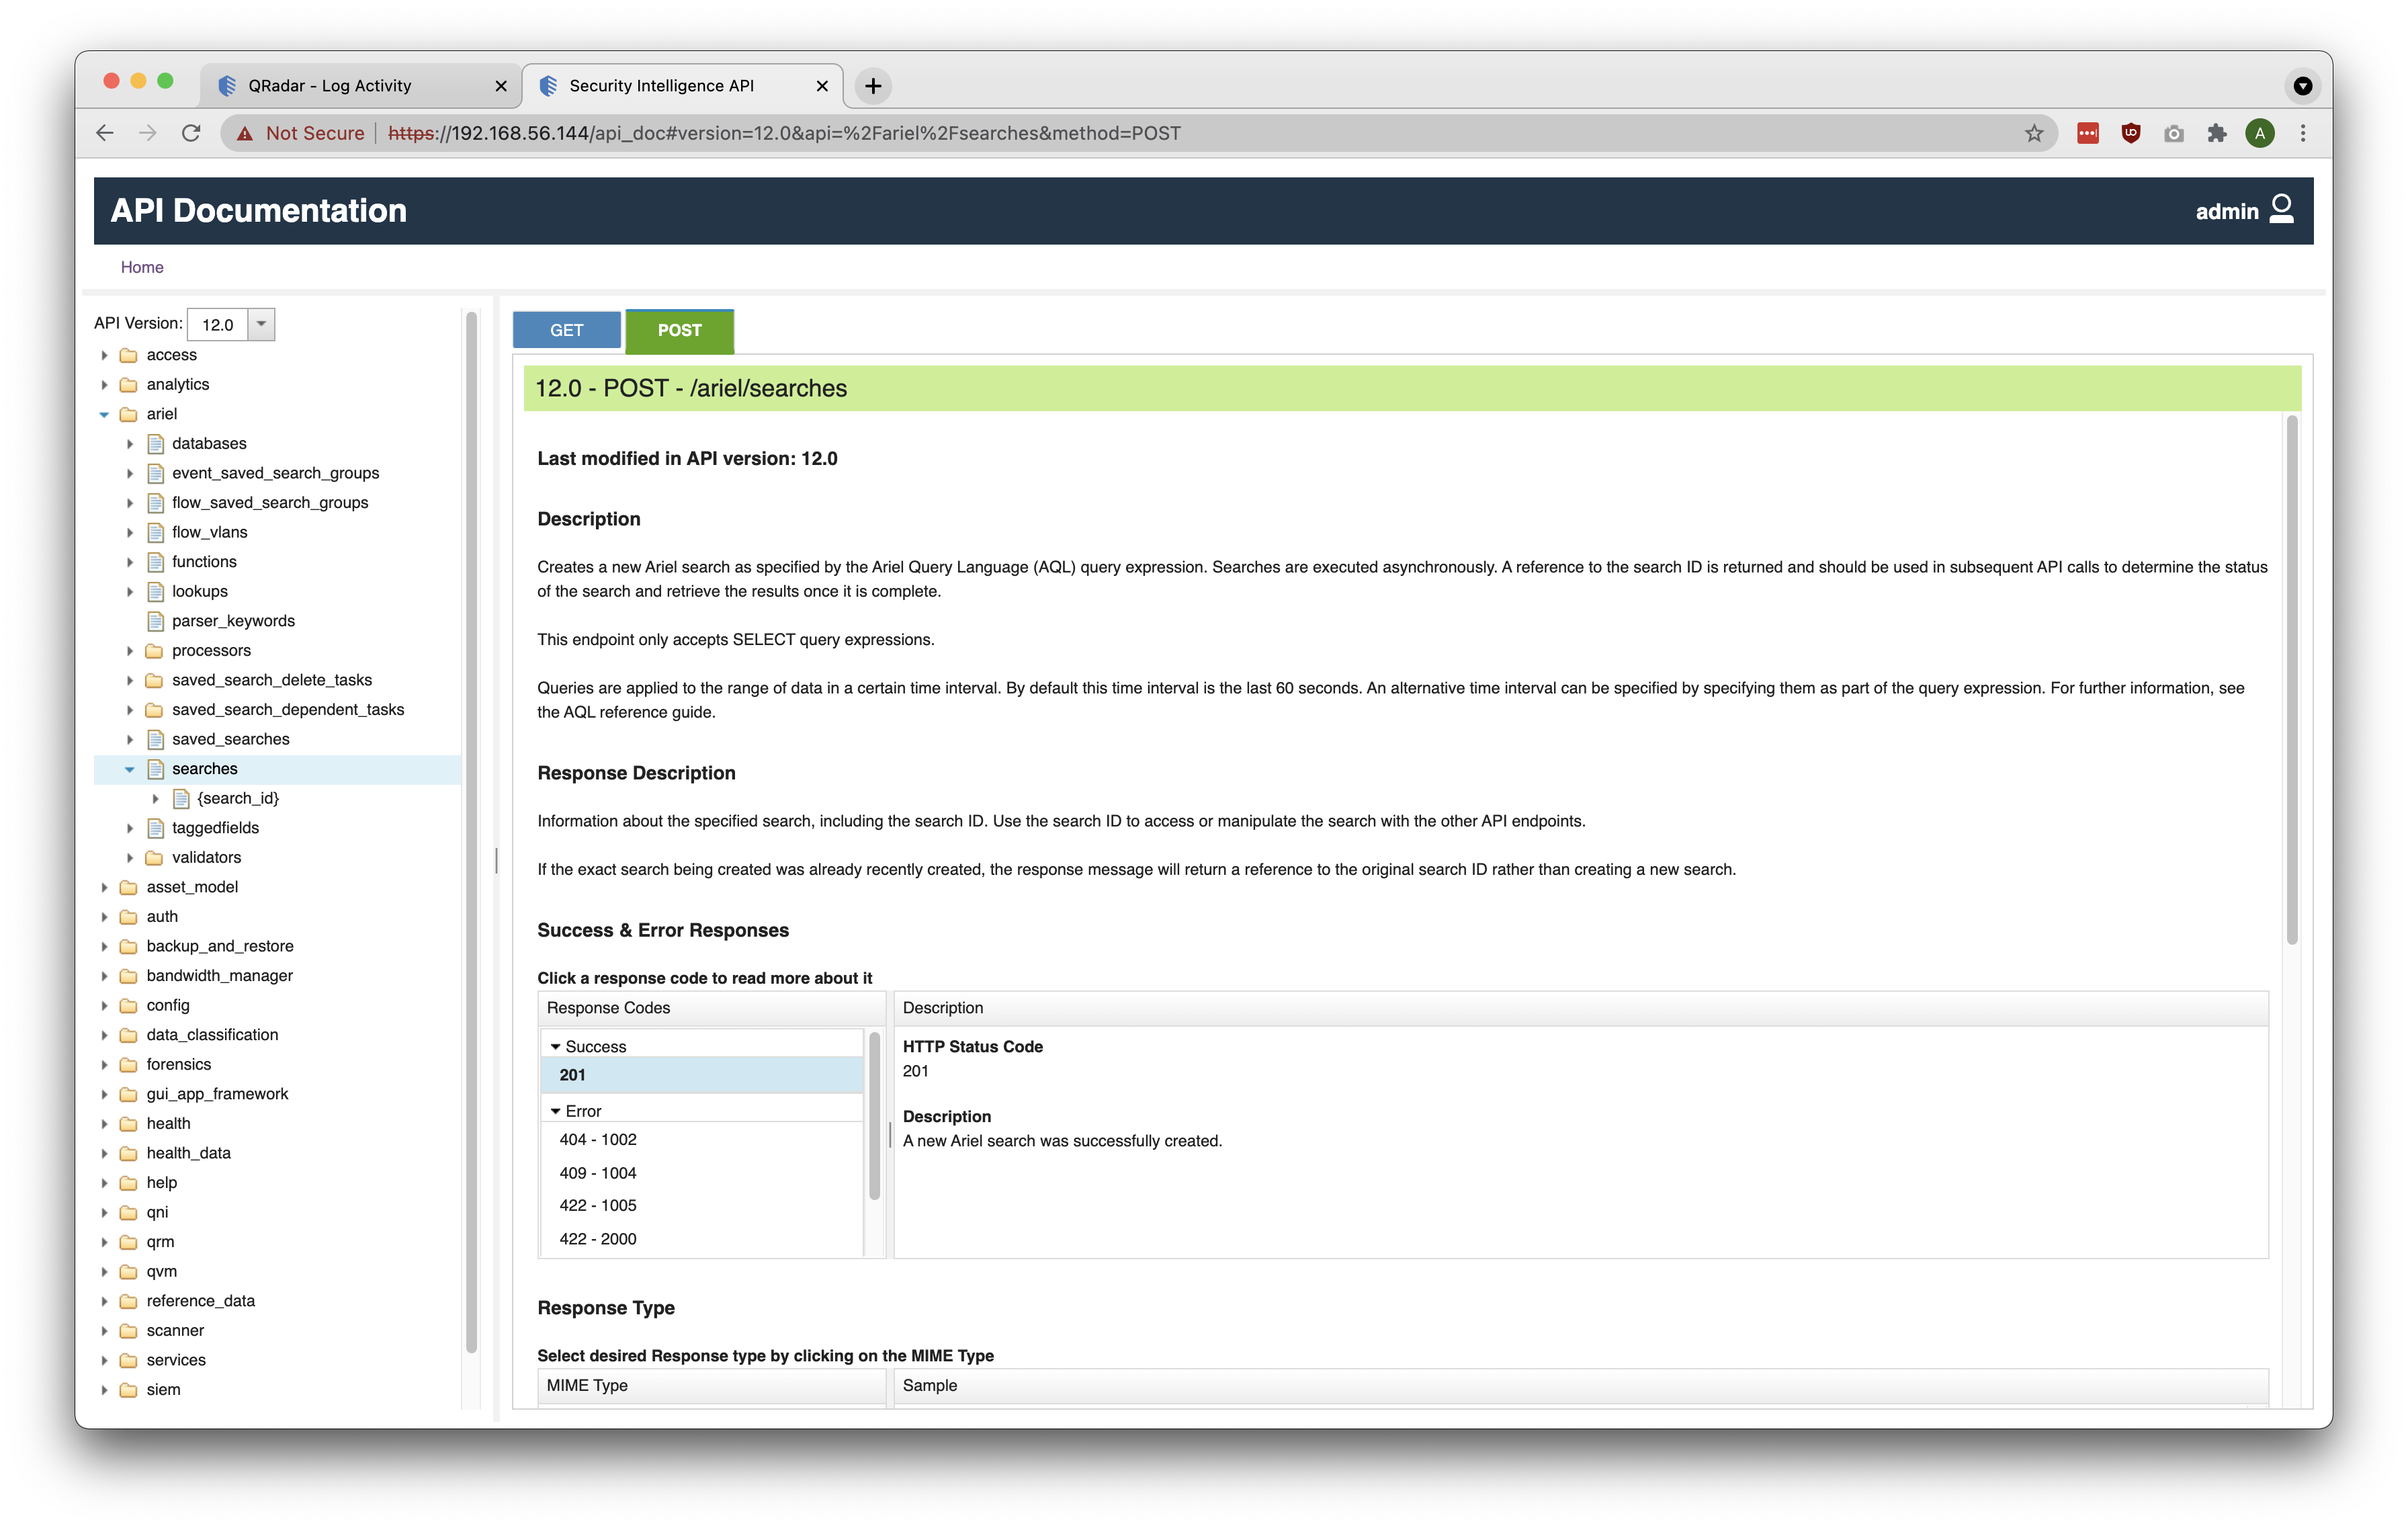 QRadar - Log Activity
Security Intelligence API
Not Secure
https://192.168.56.144/api_doc#version=12.0&api=%2Fariel%2Fsearches&method=POST
A
API Documentation
admin
Home
API Version: 12.0
access
analytics
ariel
databases
event_saved_search_groups
flow_saved_search_groups
flow_vlans
functions
lookups
parser_keywords
processors
saved_search_delete_tasks
saved_search_dependent_tasks
saved_searches
searches
{search_id}
taggedfields
validators
asset_model
auth
backup_and_restore
bandwidth_manager
config
data_classification
forensics
gui_app_framework
health
health_data
help
qni
qrm
qvm
reference_data
scanner
services
siem
GET
POST
12.0 - POST - /ariel/searches
Last modified in API version: 12.0
Description
Creates a new Ariel search as specified by the Ariel Query Language (AQL) query expression. Searches are executed asynchronously. A reference to the search ID is returned and should be used in subsequent API calls to determine the status
of the search and retrieve the results once it is complete.
This endpoint only accepts SELECT query expressions.
Queries are applied to the range of data in a certain time interval. By default this time interval is the last 60 seconds. An alternative time interval can be specified by specifying them as part of the query expression. For further information, see
the AQL reference guide.
Response Description
Information about the specified search, including the search ID. Use the search ID to access or manipulate the search with the other API endpoints.
If the exact search being created was already recently created, the response message will return a reference to the original search ID rather than creating a new search.
Success & Error Responses
Click a response code to read more about it
Response Codes
Success
201
Error
404 - 1002
409 - 1004
422 - 1005
422 - 2000
Description
HTTP Status Code
201
Description
A new Ariel search was successfully created.
Response Type
Select desired Response type by clicking on the MIME Type
MIME Type
Sample